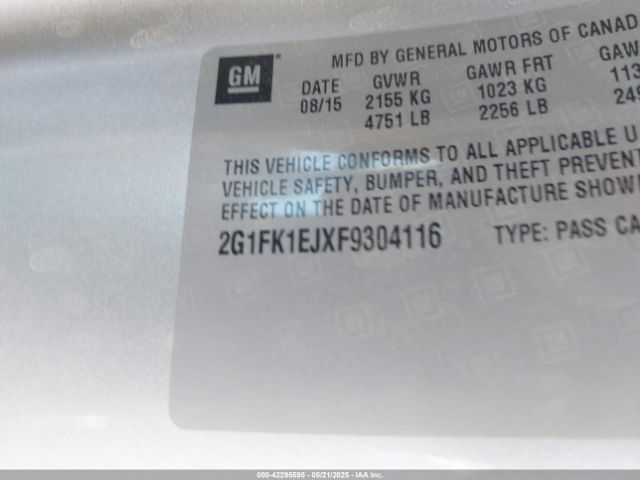 GM
MFD BY GENERAL MOTORS OF CANADA
DATE GVWR GAWR FRT GAW
08/15 2155 KG 1023 KG 113
4751 LB 2256 LB 249
THIS VEHICLE CONFORMS TO ALL APPLICABLE U
VEHICLE SAFETY, BUMPER, AND THEFT PREVENT
EFFECT ON THE DATE OF MANUFACTURE SHOW
2G1FK1EJXF9304116 TYPE: PASS CA
000-42295595 - 05/21/2025 - IAA Inc.